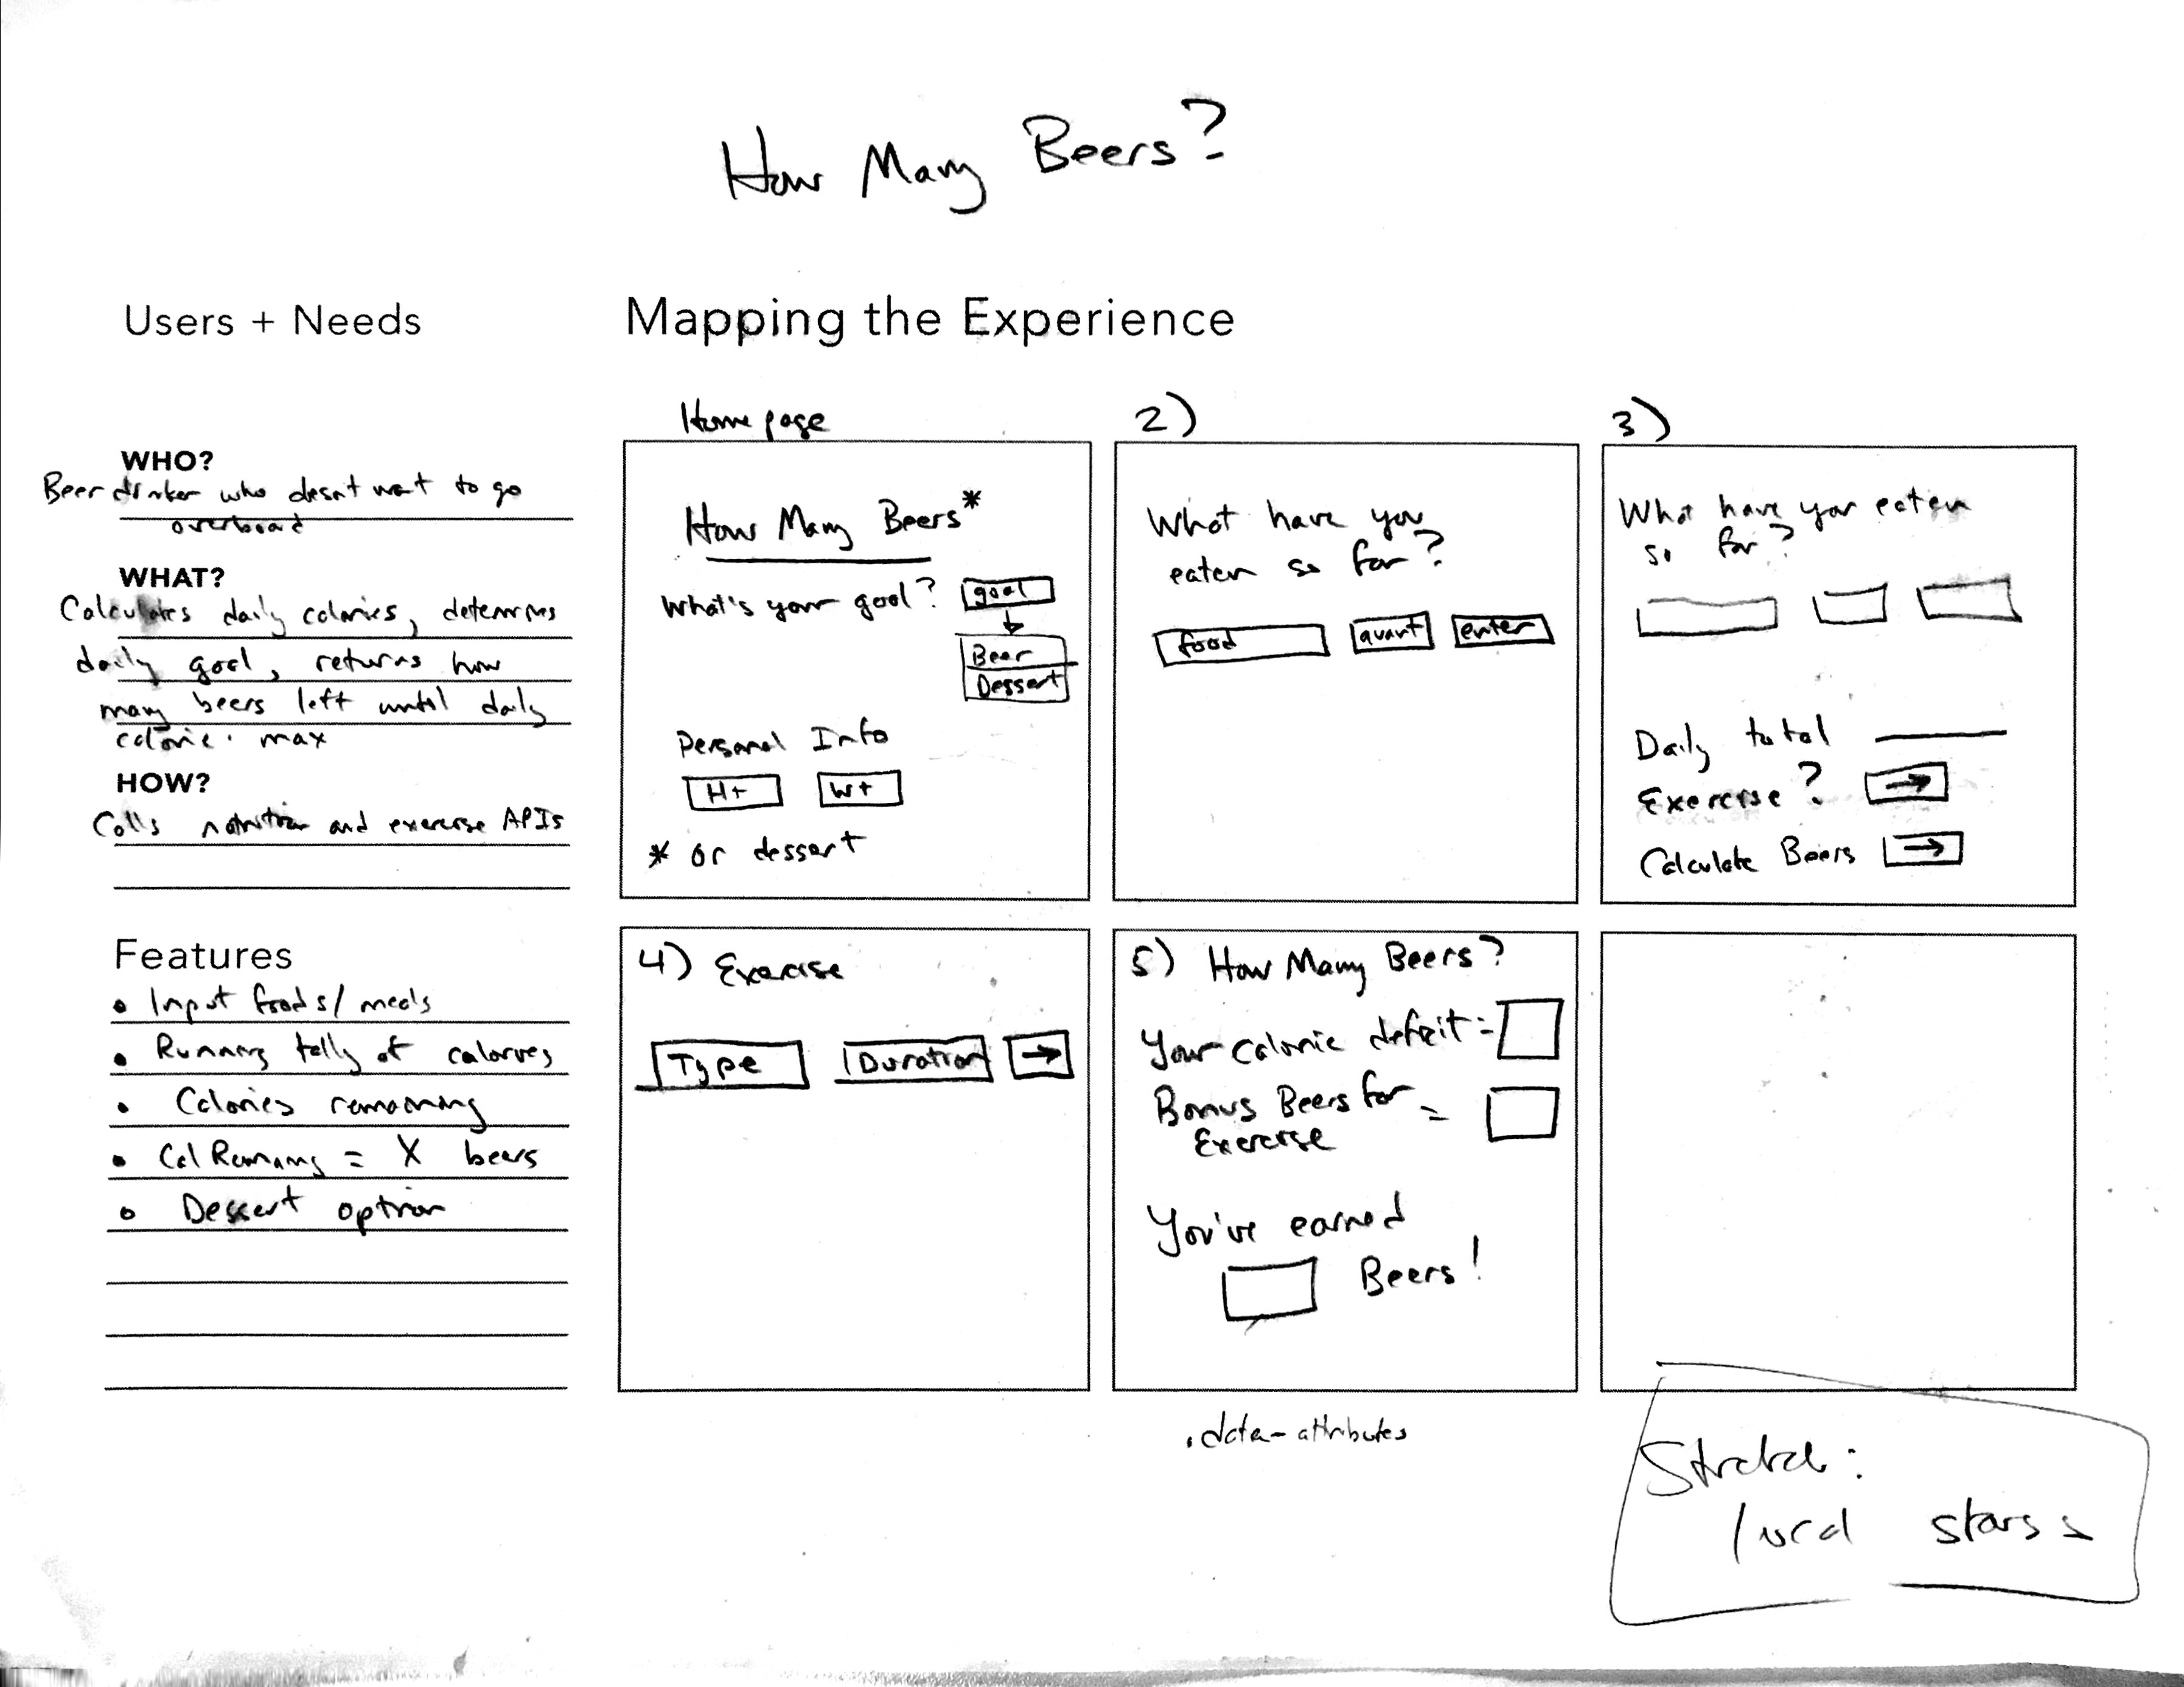 How Many Beers?
Users + Needs
WHO?
Beer drinker who doesnt want to go
overboard
WHAT?
Calculates daily calories, determines
daily goal, returns how
many beers left until daily
calorie max
HOW?
Calls nutrition and exercise APIs
Features
• Input foods/meals
• Running tally of calories
• Calories remaining
• Cal Remaining = X beers
• Dessert option
Mapping the Experience
Home page
How Many Beers*
What's your goal? goal
Beer
Dessert
Personal Info
Ht Wt
* or dessert
2)
What have you
eaten so far?
food quant enter
3)
What have you eaten
so far?
Daily total
Exercise? →
Calculate Beers →
4) Exercise
Type Duration →
5) How Many Beers?
Your caloric deficit =
Bonus Beers for =
Exercise
You've earned
Beers!
. data-attributes
Stretch: